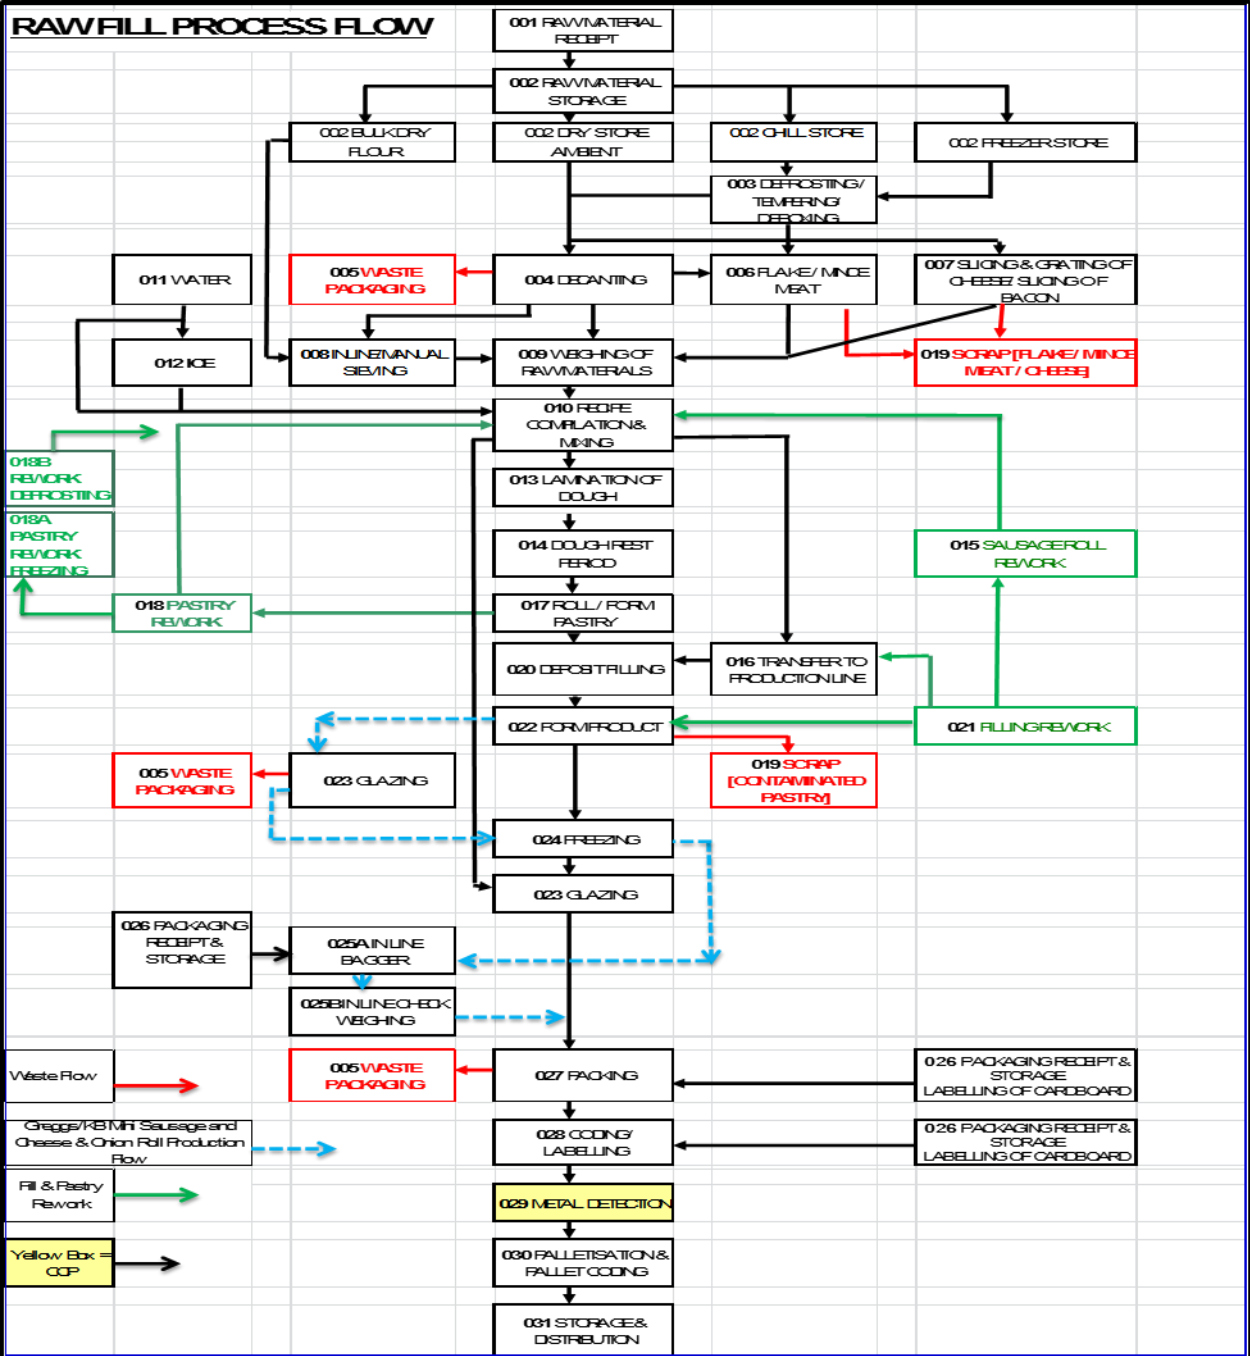 RAW FILL PROCESS FLOW
001 RAW MATERIAL
RECEIPT
002 RAW MATERIAL
STORAGE
002 BULK DRY
FLOUR
002 DRY STORE
AMBIENT
002 CHILL STORE
002 FREEZER STORE
003 DEFROSTING /
TEMPERING/
DEBOXING
011 WATER
005 WASTE
PACKAGING
004 DECANTING
006 FLAKE / MINCE
MEAT
007 SLICING & GRATING OF
CHEESE/ SLICING OF
BACON
012 ICE
008 INLINE/MANUAL
SIEVING
009 WEIGHING OF
RAW MATERIALS
019 SCRAP [FLAKE / MINCE
MEAT / CHEESE]
010 RECIPE
COMPILATION &
MIXING
018B
REWORK
DEFROSTING
013 LAMINATION OF
DOUGH
018A
PASTRY
REWORK
FREEZING
014 DOUGH REST
PERIOD
015 SAUSAGE ROLL
REWORK
018 PASTRY
REWORK
017 ROLL / FORM
PASTRY
020 DEPOSIT FILLING
016 TRANSFER TO
PRODUCTION LINE
022 FORM PRODUCT
021 FILLING REWORK
005 WASTE
PACKAGING
023 GLAZING
019 SCRAP
[CONTAMINATED
PASTRY]
024 FREEZING
023 GLAZING
026 PACKAGING
RECEIPT &
STORAGE
025A IN LINE
BAGGER
025B IN LINE CHECK
WEIGHING
Waste Flow
005 WASTE
PACKAGING
027 PACKING
026 PACKAGING RECEIPT &
STORAGE
LABELLING OF CARDBOARD
Greggs/KB Mini Sausage and
Cheese & Onion Roll Production
Flow
028 CODING/
LABELLING
026 PACKAGING RECEIPT &
STORAGE
LABELLING OF CARDBOARD
Fill & Pastry
Rework
029 METAL DETECTION
Yellow Box =
CCP
030 PALLETISATION &
PALLET CODING
031 STORAGE &
DISTRIBUTION